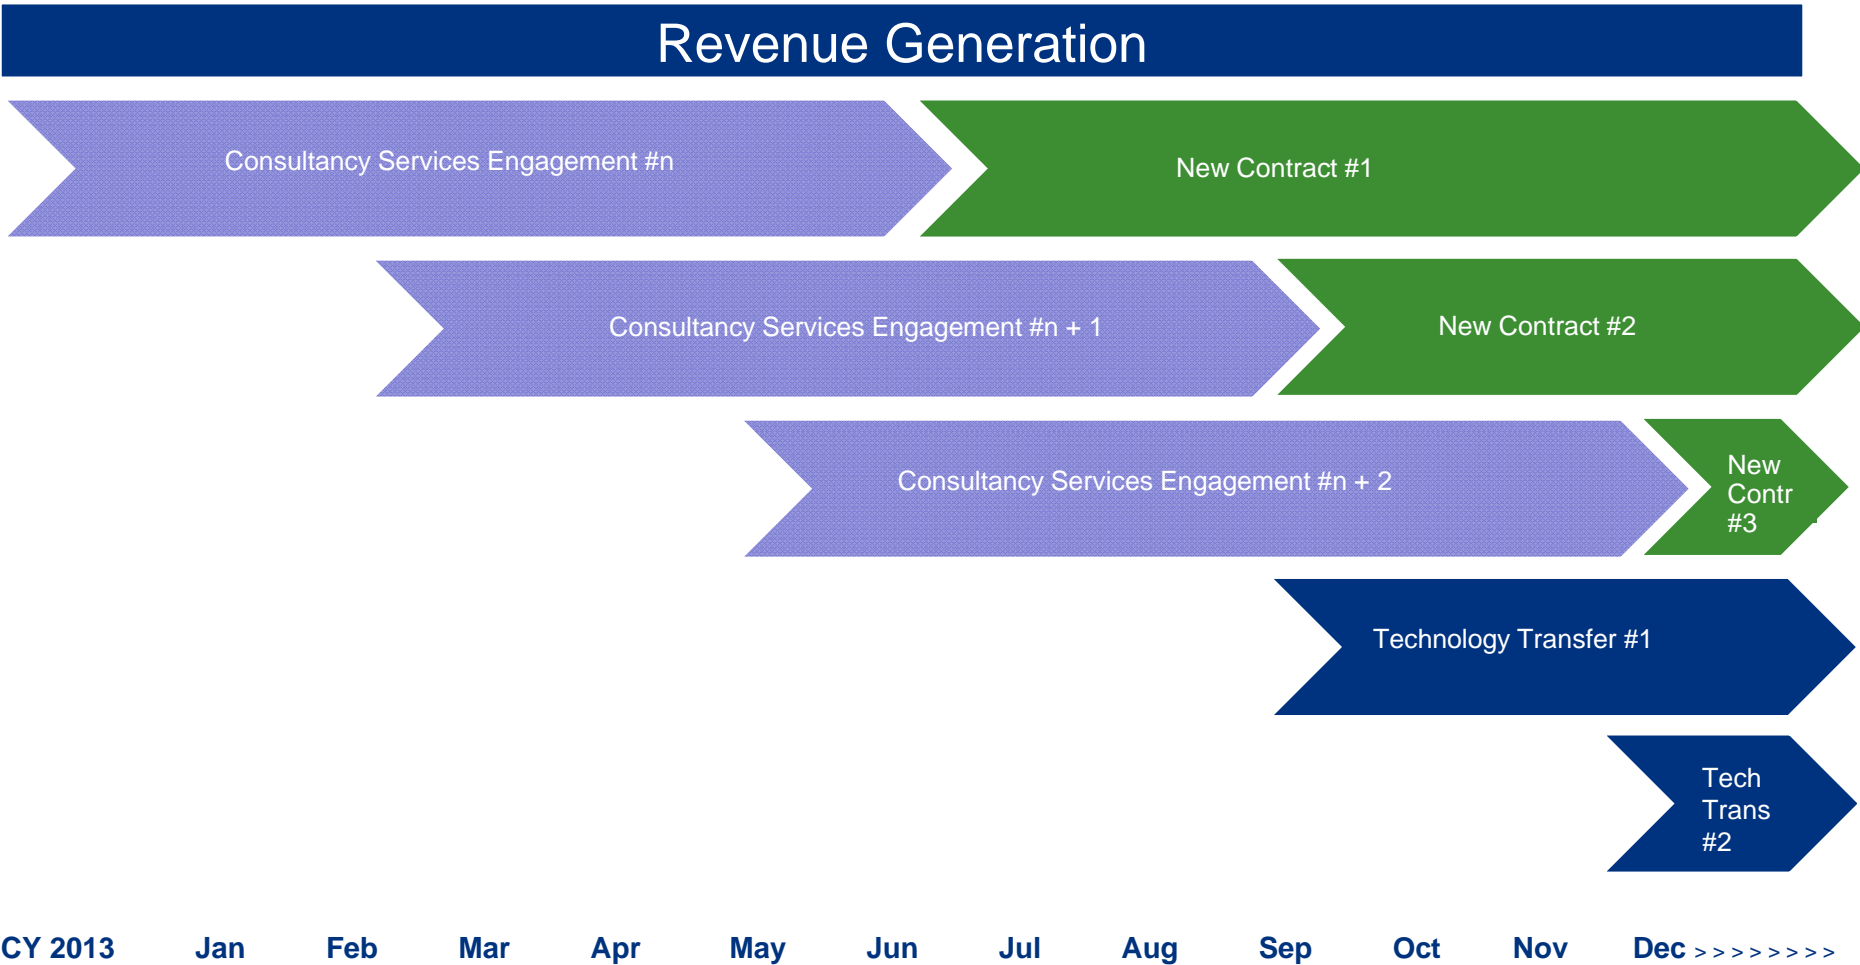 Revenue Generation
Consultancy Services Engagement #n
New Contract #1
Consultancy Services Engagement #n + 1
New Contract #2
Consultancy Services Engagement #n + 2
New
Contr
#3
Technology Transfer #1
Tech
Trans
#2
CY 2013 Jan Feb Mar Apr May Jun Jul Aug Sep Oct Nov Dec > > > > > > > >